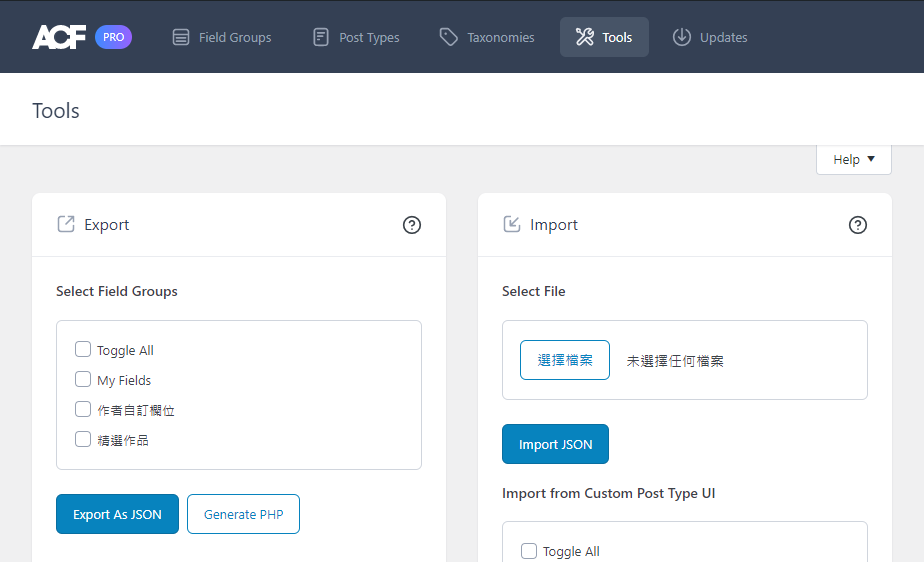 ACF PRO Field Groups Post Types Taxonomies Tools Updates
Tools
Help
Export
Select Field Groups
Toggle All
My Fields
作者自訂欄位
精選作品
Export As JSON Generate PHP
Import
Select File
選擇檔案 未選擇任何檔案
Import JSON
Import from Custom Post Type UI
Toggle All